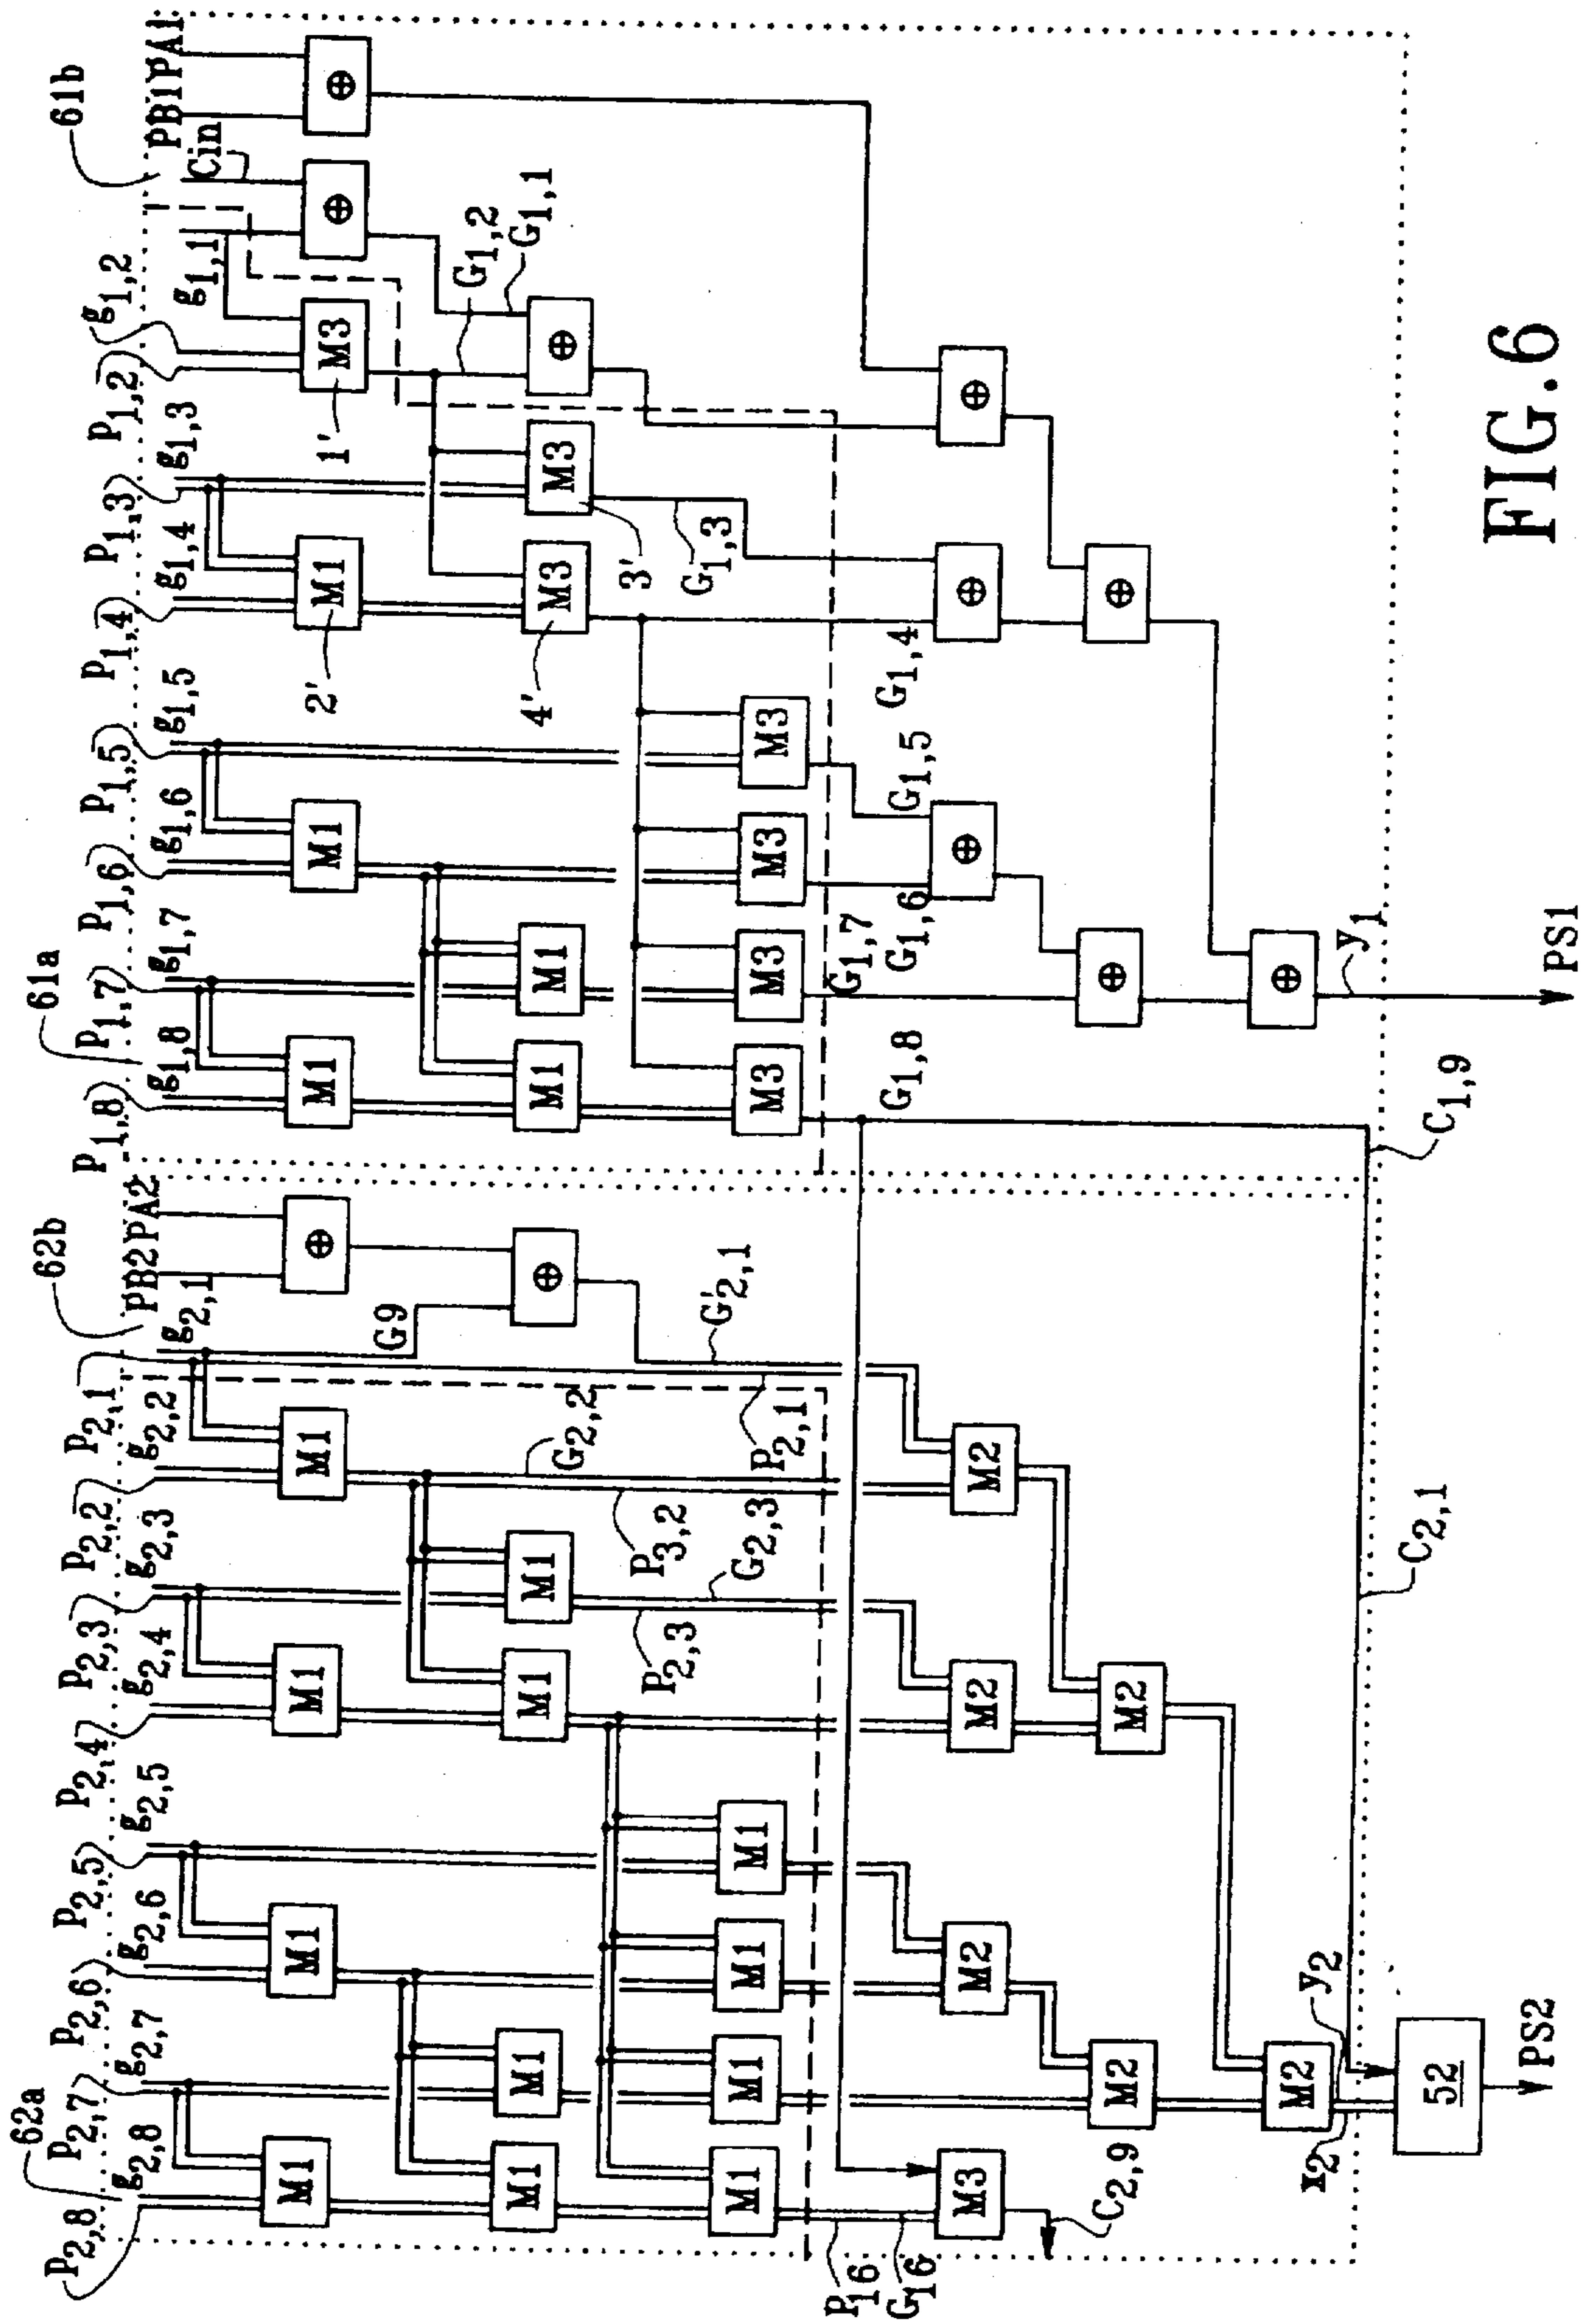 62a
P2,8
g2,8
P2,7
g2,7
P2,6
g2,6
P2,5
g2,5
P2,4
g2,4
P2,3
g2,3
P2,2
g2,2
P2,1
g2,1
62b
PB2
PA2
P1,8
g1,8
61a
P1,7
g1,7
P1,6
g1,6
P1,5
g1,5
P1,4
g1,4
P1,3
g1,3
P1,2
g1,2
g1,1
Cin
61b
PB1
PA1
M1
⊕
M1
M1
M1
⊕
M1
M1
M1
2'
M3
1'
⊕
⊕
M1
M1
M1
M1
G9
⊕
M1
M1
M3
4'
M3
3'
⊕
G1,2
G1,1
G2,2
P3,2
G2,3
P2,3
P2,1
G'2,1
G1,3
M1
M1
M1
M1
M3
M3
M3
M3
P16
G16
G1,8
G1,7
G1,6
G1,5
G1,4
M3
M2
M2
M2
⊕
⊕
⊕
C2,9
M2
M2
⊕
⊕
M2
⊕
x2
y2
C2,1
C1,9
y1
52
PS2
PS1
FIG.6